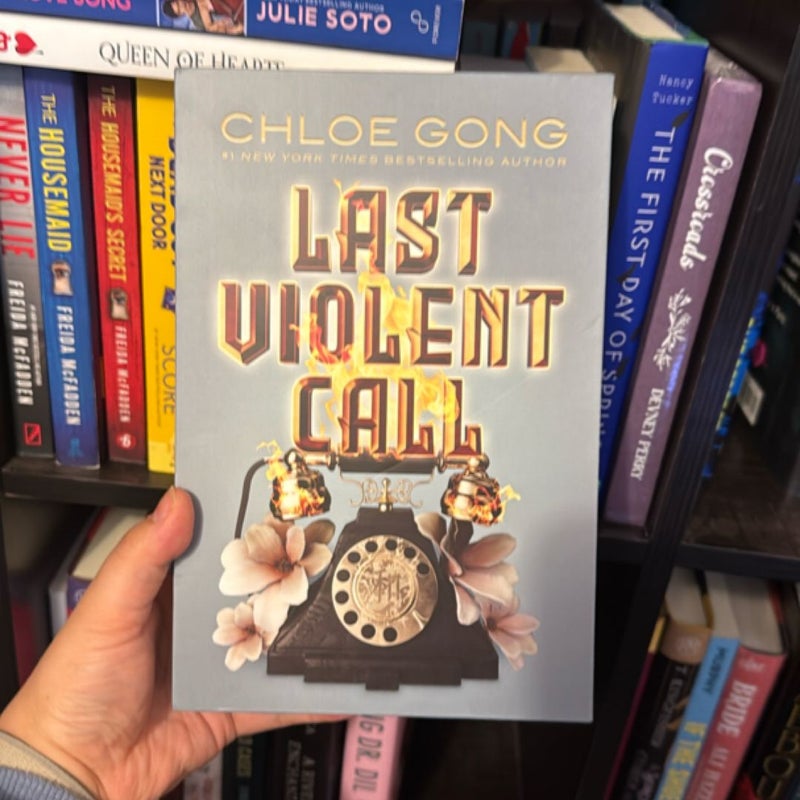 JULIE SOTO
QUEEN OF HEARTS
NEVER LIE
FREIDA McFADDEN
THE HOUSEMAID
FREIDA McFADDEN
THE HOUSEMAID'S SECRET
FREIDA McFADDEN
NEXT DOOR
CHLOE GONG
#1 NEW YORK TIMES BESTSELLING AUTHOR
LAST
VIOLENT
CALL
Nancy
Tucker
THE FIRST DAY OF SPRING
Crossroads
DEVNEY PERRY
BRIDE